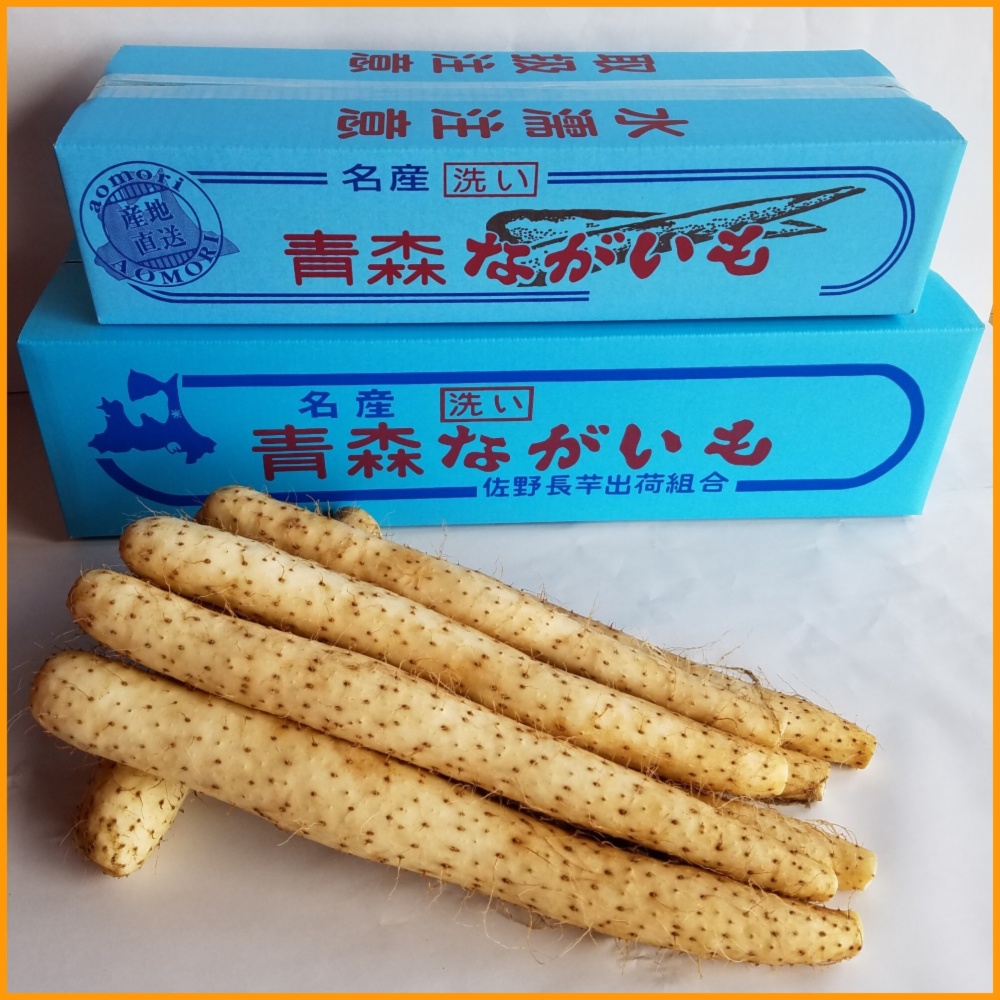 取扱注意
水濡注意
名産 洗い
青森ながいも
aomori
産地
直送
AOMORI
名産 洗い
青森ながいも
佐野長芋出荷組合